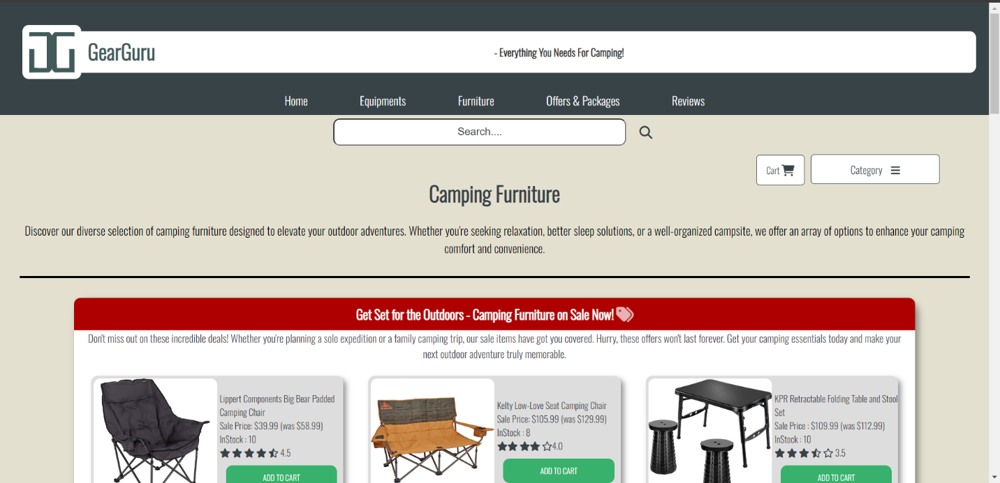 GearGuru
- Everything You Needs For Camping!
Home Equipments Furniture Offers & Packages Reviews
Search....
Cart Category
Camping Furniture
Discover our diverse selection of camping furniture designed to elevate your outdoor adventures. Whether you're seeking relaxation, better sleep solutions, or a well-organized campsite, we offer an array of options to enhance your camping
comfort and convenience.
Get Set for the Outdoors - Camping Furniture on Sale Now!
Don't miss out on these incredible deals! Whether you're planning a solo expedition or a family camping trip, our sale items have got you covered. Hurry, these offers won't last forever. Get your camping essentials today and make your
next outdoor adventure truly memorable.
Lippert Components Big Bear Padded
Camping Chair
Sale Price: $39.99 (was $58.99)
InStock : 10
4.5
ADD TO CART
KELTY
Kelty Low-Love Seat Camping Chair
Sale Price: $105.99 (was $129.99)
InStock : 8
4.0
ADD TO CART
KPR Retractable Folding Table and Stool
Set
Sale Price : $109.99 (was $112.99)
InStock : 10
3.5
ADD TO CART